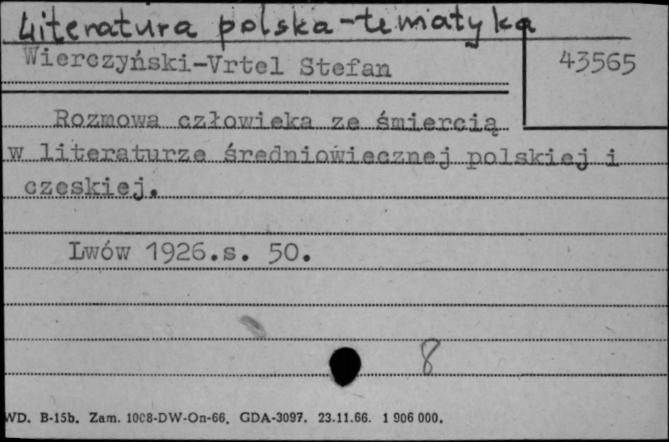 Literatura polska-tematyka
Wierczyński-Vrtel Stefan
43565
Rozmowa człowieka ze śmiercią
w literaturze średniowiecznej polskiej i
czeskiej.
Lwów 1926.s. 50.
8
WD. B-15b. Zam. 1008-DW-On-66. GDA-3097. 23.11.66. 1 906 000.